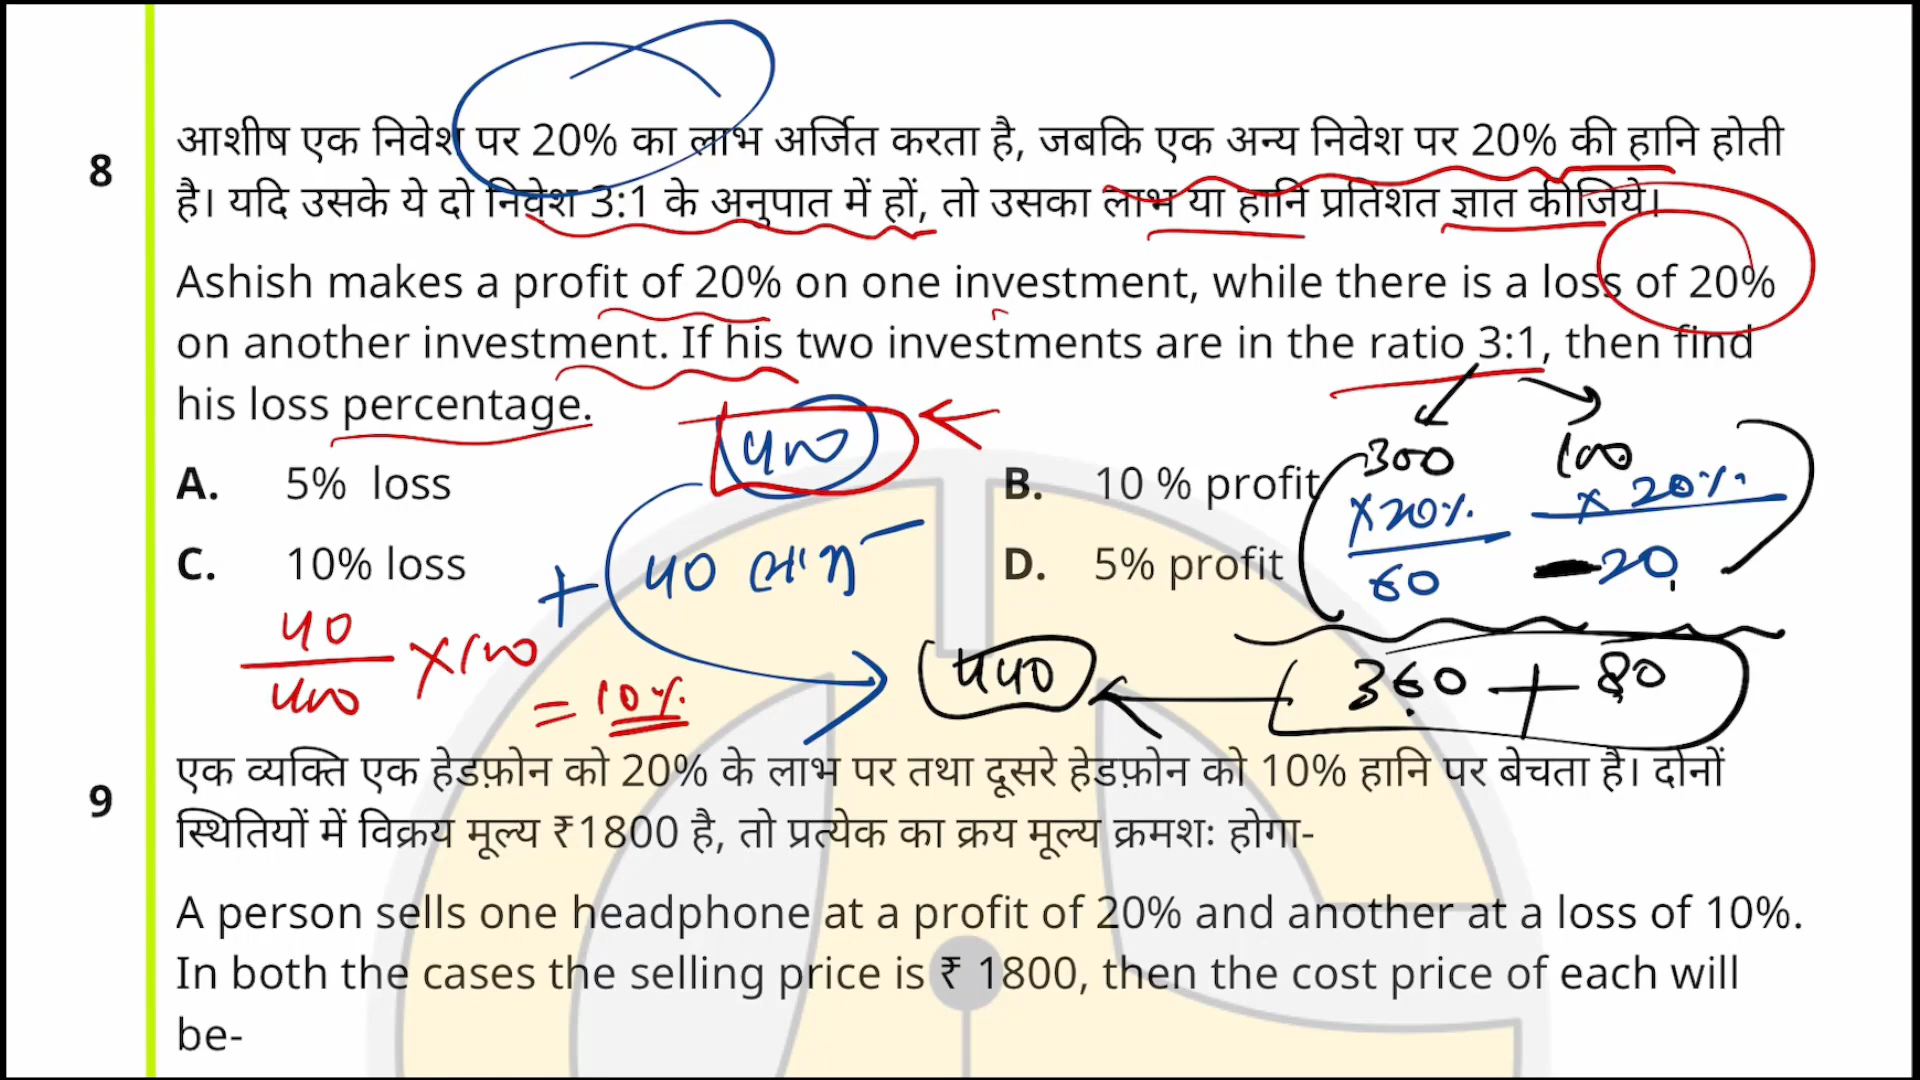 8
आशीष एक निवेश पर 20% का लाभ अर्जित करता है, जबकि एक अन्य निवेश पर 20% की हानि होती
है। यदि उसके ये दो निवेश 3:1 के अनुपात में हों, तो उसका लाभ या हानि प्रतिशत ज्ञात कीजिये।
Ashish makes a profit of 20% on one investment, while there is a loss of 20%
on another investment. If his two investments are in the ratio 3:1, then find
his loss percentage.
400
300 100
A. 5% loss B. 10 % profit
×20% × 20%
C. 10% loss D. 5% profit
+ 40 लाभ
60 -20
40/400 ×100 = 10%
440 360 + 80
9
एक व्यक्ति एक हेडफ़ोन को 20% के लाभ पर तथा दूसरे हेडफ़ोन को 10% हानि पर बेचता है। दोनों
स्थितियों में विक्रय मूल्य ₹1800 है, तो प्रत्येक का क्रय मूल्य क्रमशः होगा-
A person sells one headphone at a profit of 20% and another at a loss of 10%.
In both the cases the selling price is ₹ 1800, then the cost price of each will
be-